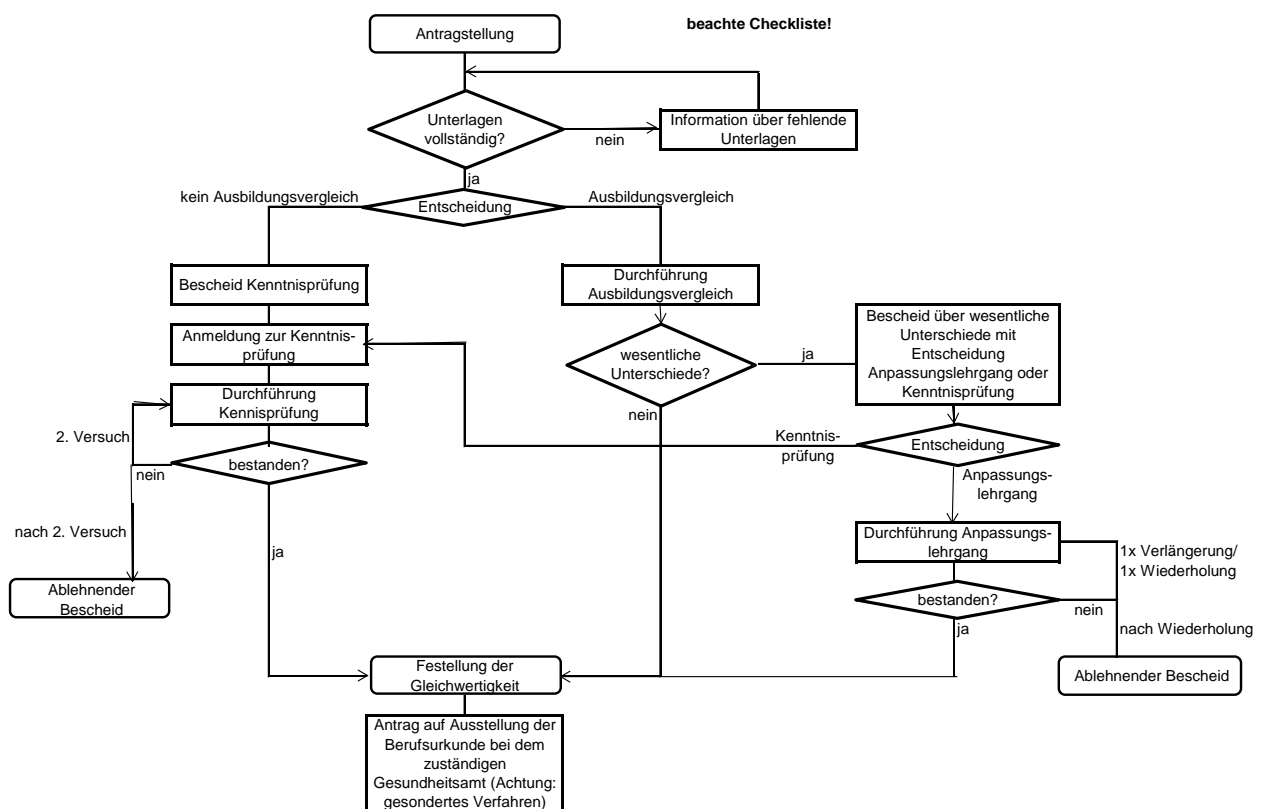 beachte Checkliste!
Antragstellung
Unterlagen
vollständig?
nein
Information über fehlende
Unterlagen
ja
kein Ausbildungsvergleich
Entscheidung
Ausbildungsvergleich
Bescheid Kenntnisprüfung
Durchführung
Ausbildungsvergleich
Anmeldung zur Kenntnis-
prüfung
wesentliche
Unterschiede?
ja
nein
Bescheid über wesentliche
Unterschiede mit
Entscheidung
Anpassungslehrgang oder
Kenntnisprüfung
Durchführung
Kennisprüfung
2. Versuch
bestanden?
nein
Kenntnis-
prüfung
Entscheidung
Anpassungs-
lehrgang
nach 2. Versuch
ja
Durchführung Anpassungs-
lehrgang
1x Verlängerung/
1x Wiederholung
Ablehnender
Bescheid
bestanden?
nein
ja
nach Wiederholung
Festellung der
Gleichwertigkeit
Ablehnender Bescheid
Antrag auf Ausstellung der
Berufsurkunde bei dem
zuständigen
Gesundheitsamt (Achtung:
gesondertes Verfahren)